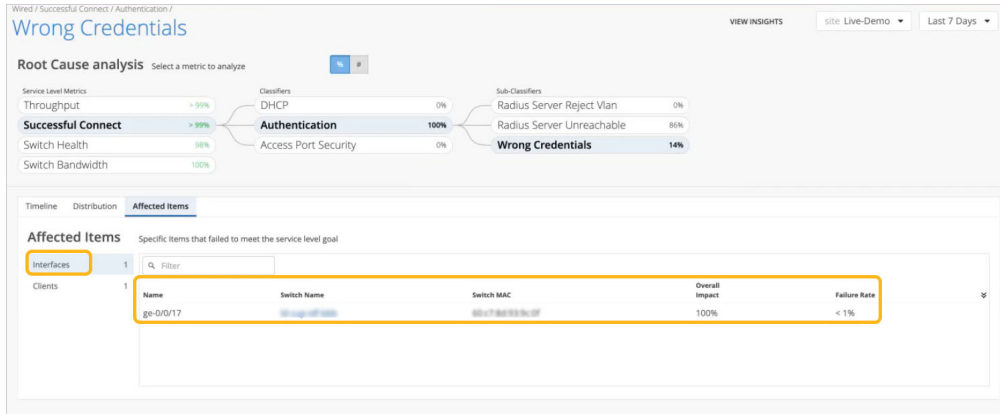 Wired / Successful Connect / Authentication /
Wrong Credentials
VIEW INSIGHTS
site Live-Demo
Last 7 Days
Root Cause analysis Select a metric to analyze
% #
Service Level Metrics
Classifiers
Sub-Classifiers
Throughput > 99%
DHCP 0%
Radius Server Reject Vlan 0%
Successful Connect > 99%
Authentication 100%
Radius Server Unreachable 86%
Switch Health 98%
Access Port Security 0%
Wrong Credentials 14%
Switch Bandwidth 100%
Timeline Distribution Affected Items
Affected Items Specific items that failed to meet the service level goal
Interfaces 1
Filter
Clients 1
Name Switch Name Switch MAC Overall Impact Failure Rate
ge-0/0/17 100% < 1%